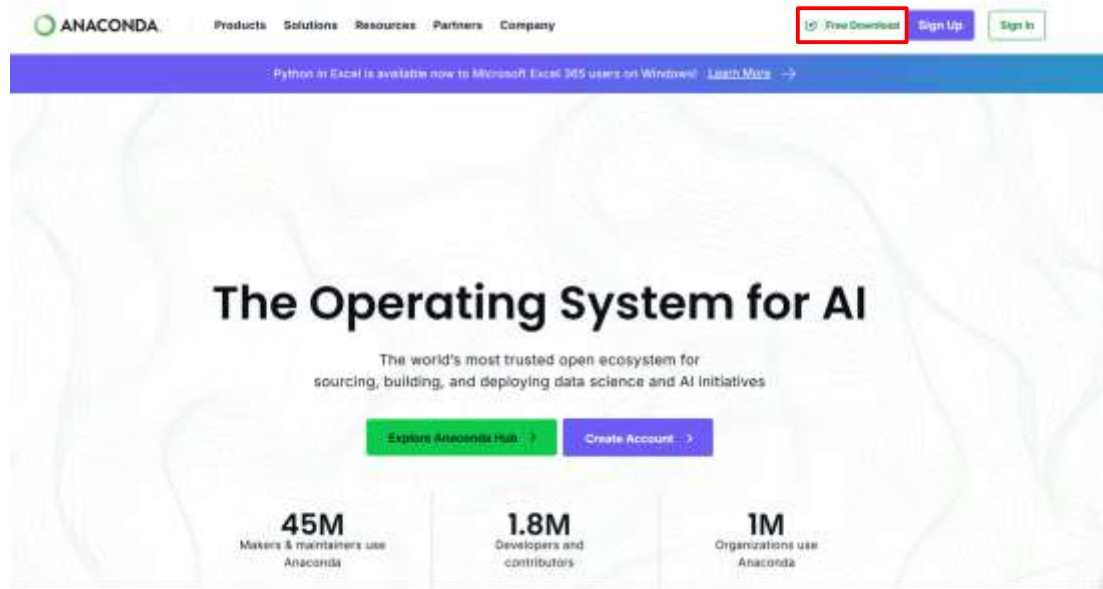 ANACONDA.
Products Solutions Resources Partners Company
Free Download
Sign Up
Sign In
Python in Excel is available now to Microsoft Excel 365 users on Windows! Learn More →
The Operating System for AI
The world's most trusted open ecosystem for
sourcing, building, and deploying data science and AI initiatives
Explore Anaconda Hub >
Create Account >
45M
Makers & maintainers use
Anaconda
1.8M
Developers and
contributors
1M
Organizations use
Anaconda